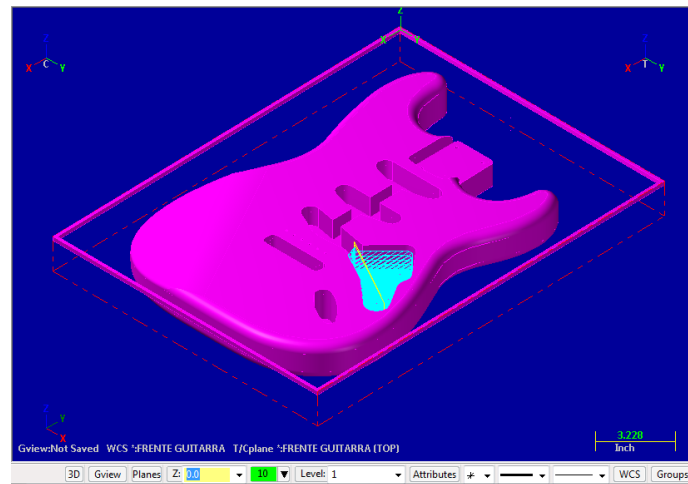 Z
X Y
Z
X Y
C
Z
X Y
T
Z
Y
X
3.228
Inch
Gview:Not Saved WCS *:FRENTE GUITARRA T/Cplane *:FRENTE GUITARRA (TOP)
3D Gview Planes Z: 0.0 10 Level: 1 Attributes * WCS Groups